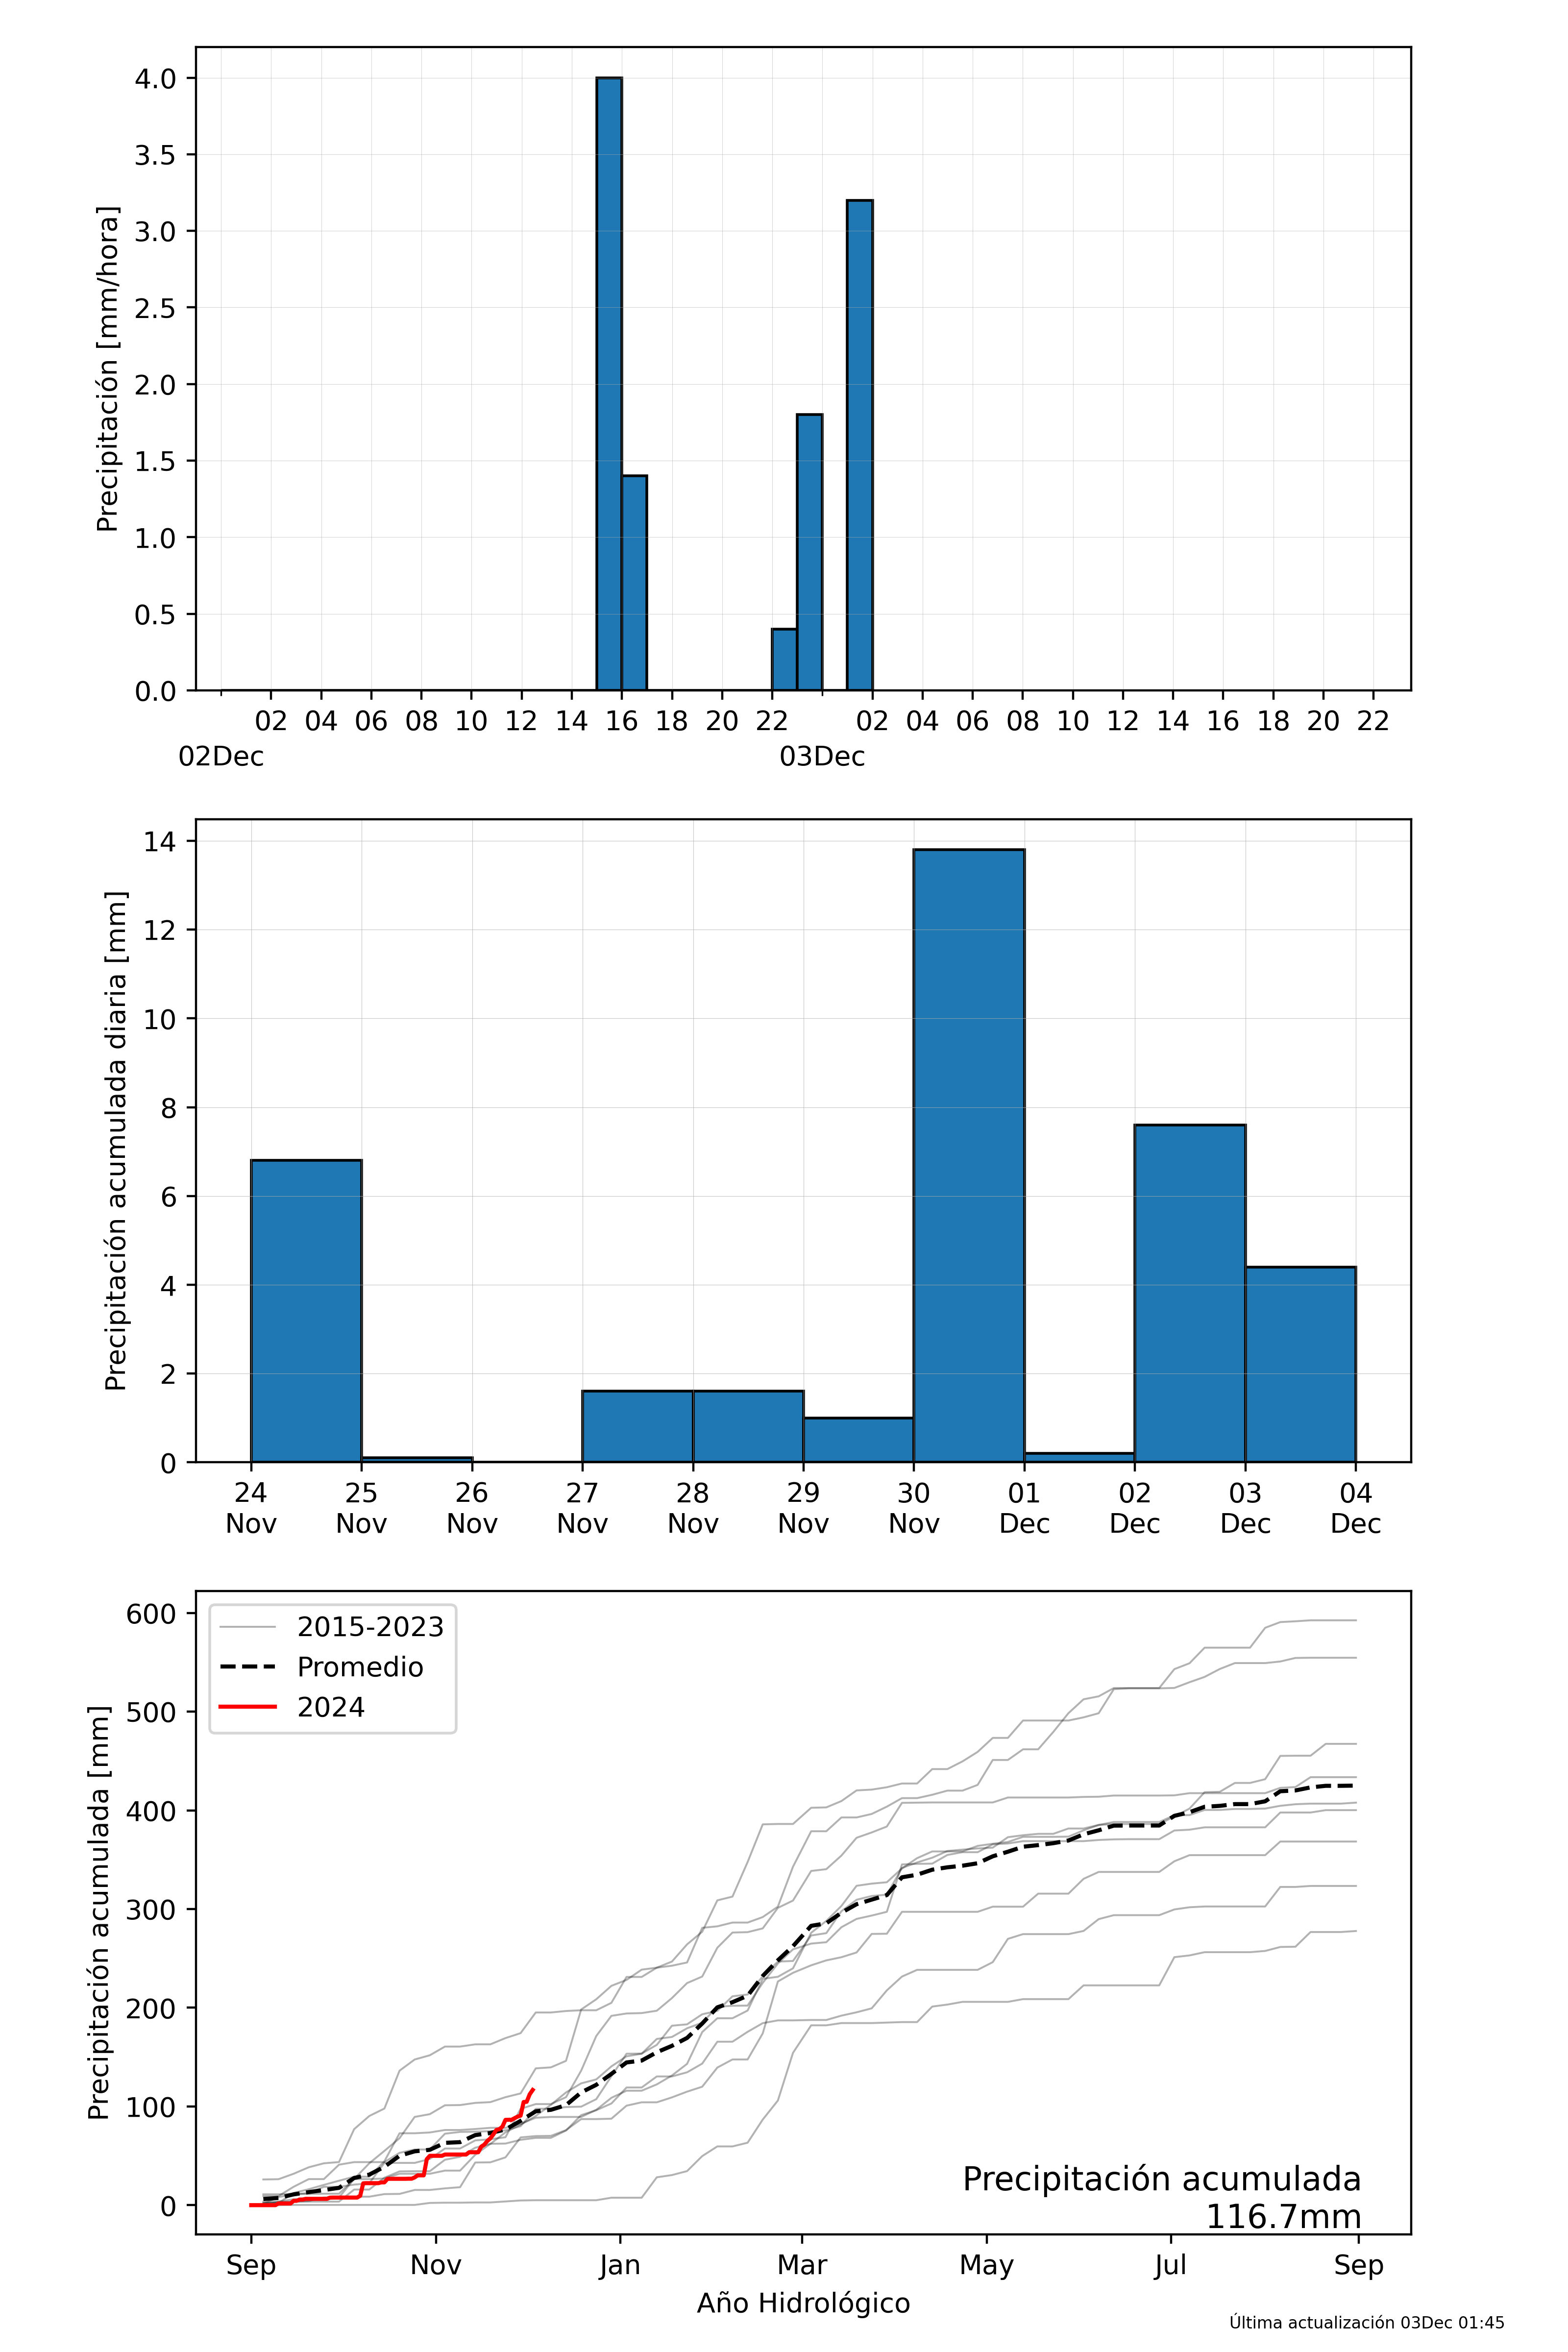 Precipitación [mm/hora]
4.0
3.5
3.0
2.5
2.0
1.5
1.0
0.5
0.0
02 04 06 08 10 12 14 16 18 20 22 02 04 06 08 10 12 14 16 18 20 22
02Dec 03Dec
Precipitación acumulada diaria [mm]
14
12
10
8
6
4
2
0
24 25 26 27 28 29 30 01 02 03 04
Nov Nov Nov Nov Nov Nov Nov Dec Dec Dec Dec
Precipitación acumulada [mm]
600
500
400
300
200
100
0
2015-2023
Promedio
2024
Precipitación acumulada
116.7mm
Sep Nov Jan Mar May Jul Sep
Año Hidrológico
Última actualización 03Dec 01:45